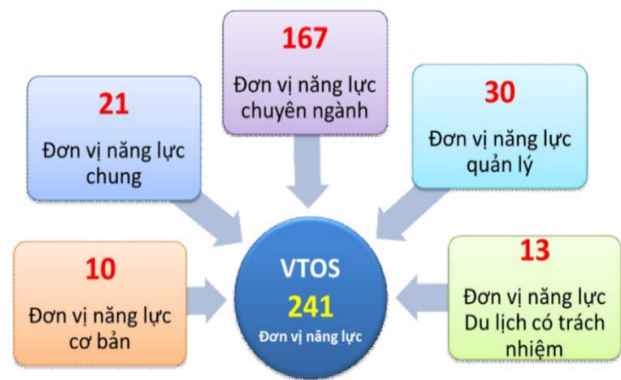 167
Đơn vị năng lực
chuyên ngành
21
Đơn vị năng lực
chung
30
Đơn vị năng lực
quản lý
10
Đơn vị năng lực
cơ bản
VTOS
241
Đơn vị năng lực
13
Đơn vị năng lực
Du lịch có trách
nhiệm